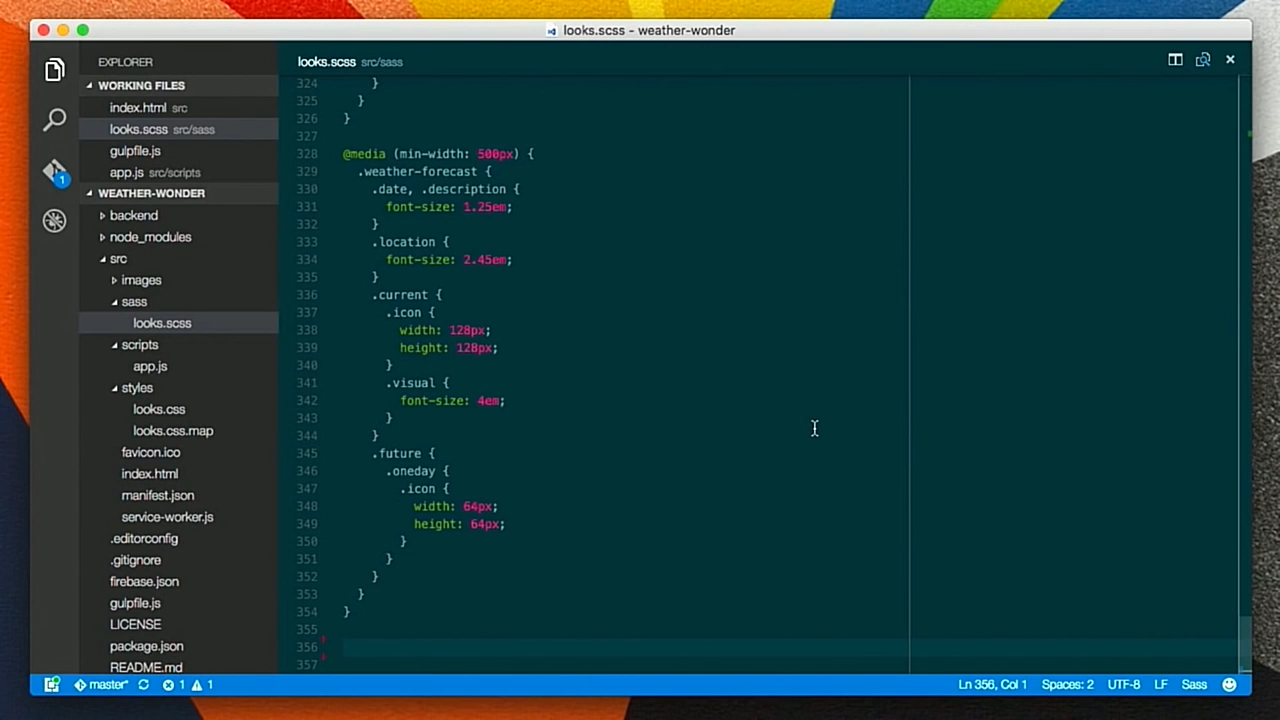 looks.scss - weather-wonder
EXPLORER
WORKING FILES
index.html src
looks.scss src/sass
gulpfile.js
app.js src/scripts
WEATHER-WONDER
backend
node_modules
src
images
sass
looks.scss
scripts
app.js
styles
looks.css
looks.css.map
favicon.ico
index.html
manifest.json
service-worker.js
.editorconfig
.gitignore
firebase.json
gulpfile.js
LICENSE
package.json
README.md
1
looks.scss src/sass
324 }
325 }
326 }
327
328 @media (min-width: 500px) {
329 .weather-forecast {
330 .date, .description {
331 font-size: 1.25em;
332 }
333 .location {
334 font-size: 2.45em;
335 }
336 .current {
337 .icon {
338 width: 128px;
339 height: 128px;
340 }
341 .visual {
342 font-size: 4em;
343 }
344 }
345 .future {
346 .oneday {
347 .icon {
348 width: 64px;
349 height: 64px;
350 }
351 }
352 }
353 }
354 }
355
356
357
master* 1 1 Ln 356, Col 1 Spaces: 2 UTF-8 LF Sass